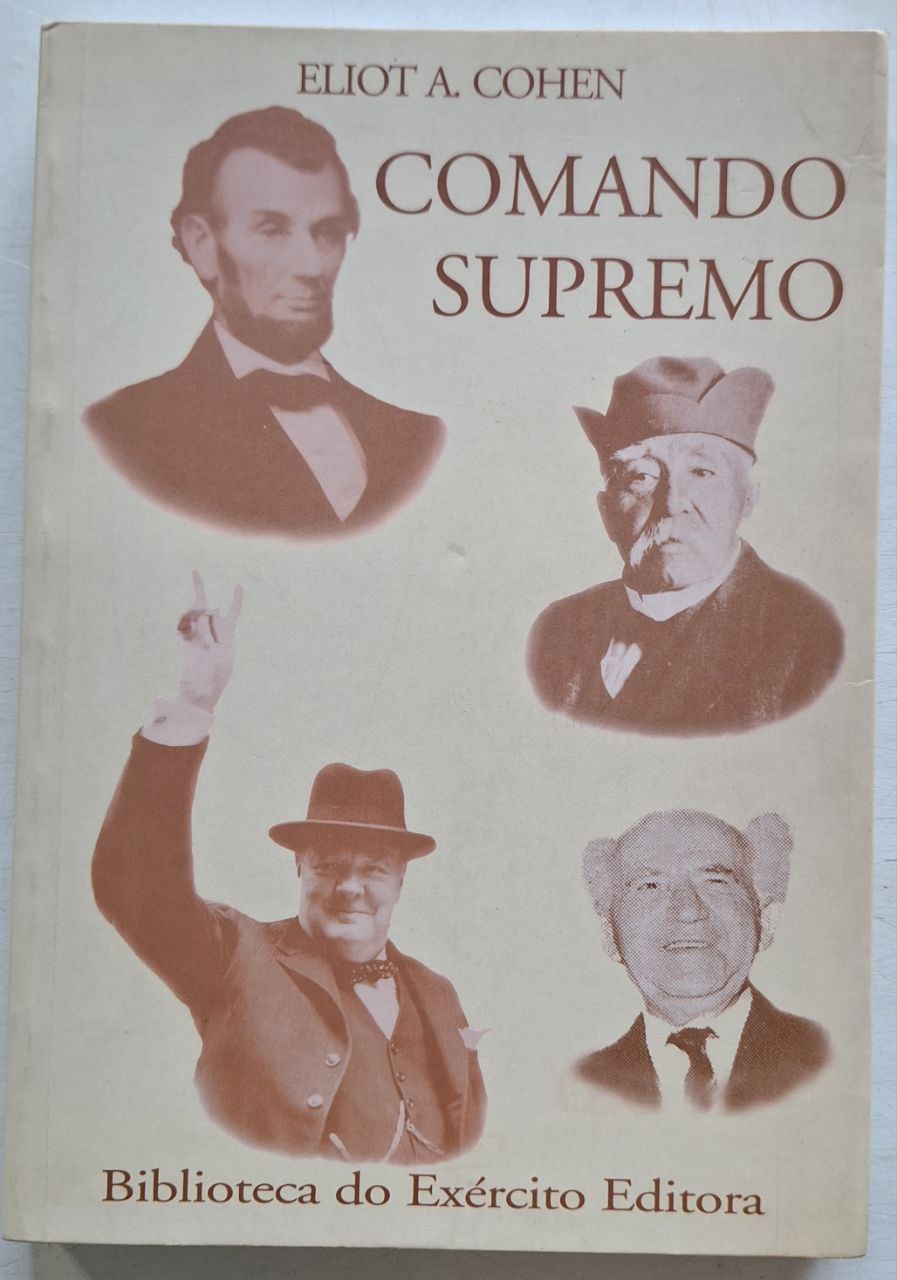 ELIOT A. COHEN
COMANDO
SUPREMO
Biblioteca do Exército Editora